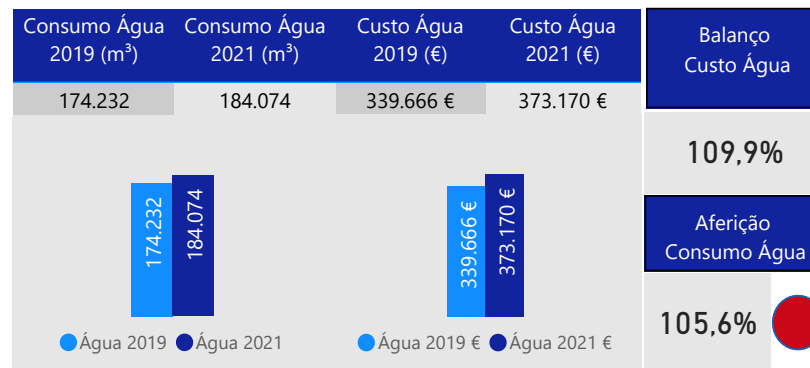 Consumo Água 2019 (m³)
Consumo Água 2021 (m³)
Custo Água 2019 (€)
Custo Água 2021 (€)
174.232
184.074
339.666 €
373.170 €
174.232
184.074
Água 2019
Água 2021
339.666 €
373.170 €
Água 2019 €
Água 2021 €
Balanço
Custo Água
109,9%
Aferição
Consumo Água
105,6%